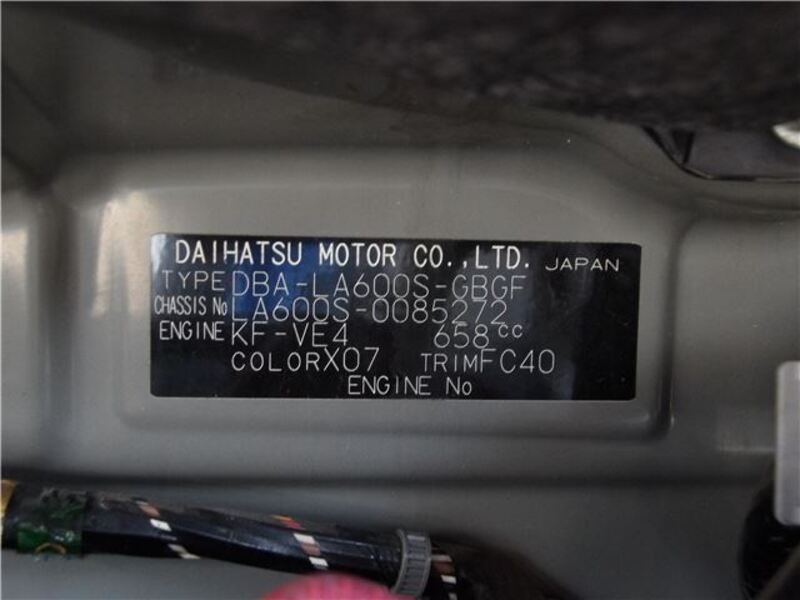 DAIHATSU MOTOR CO.,LTD. JAPAN
TYPE DBA-LA600S-GBGF
CHASSIS No LA600S-0085272
ENGINE KF-VE4 658cc
COLOR X07 TRIM FC40
ENGINE No